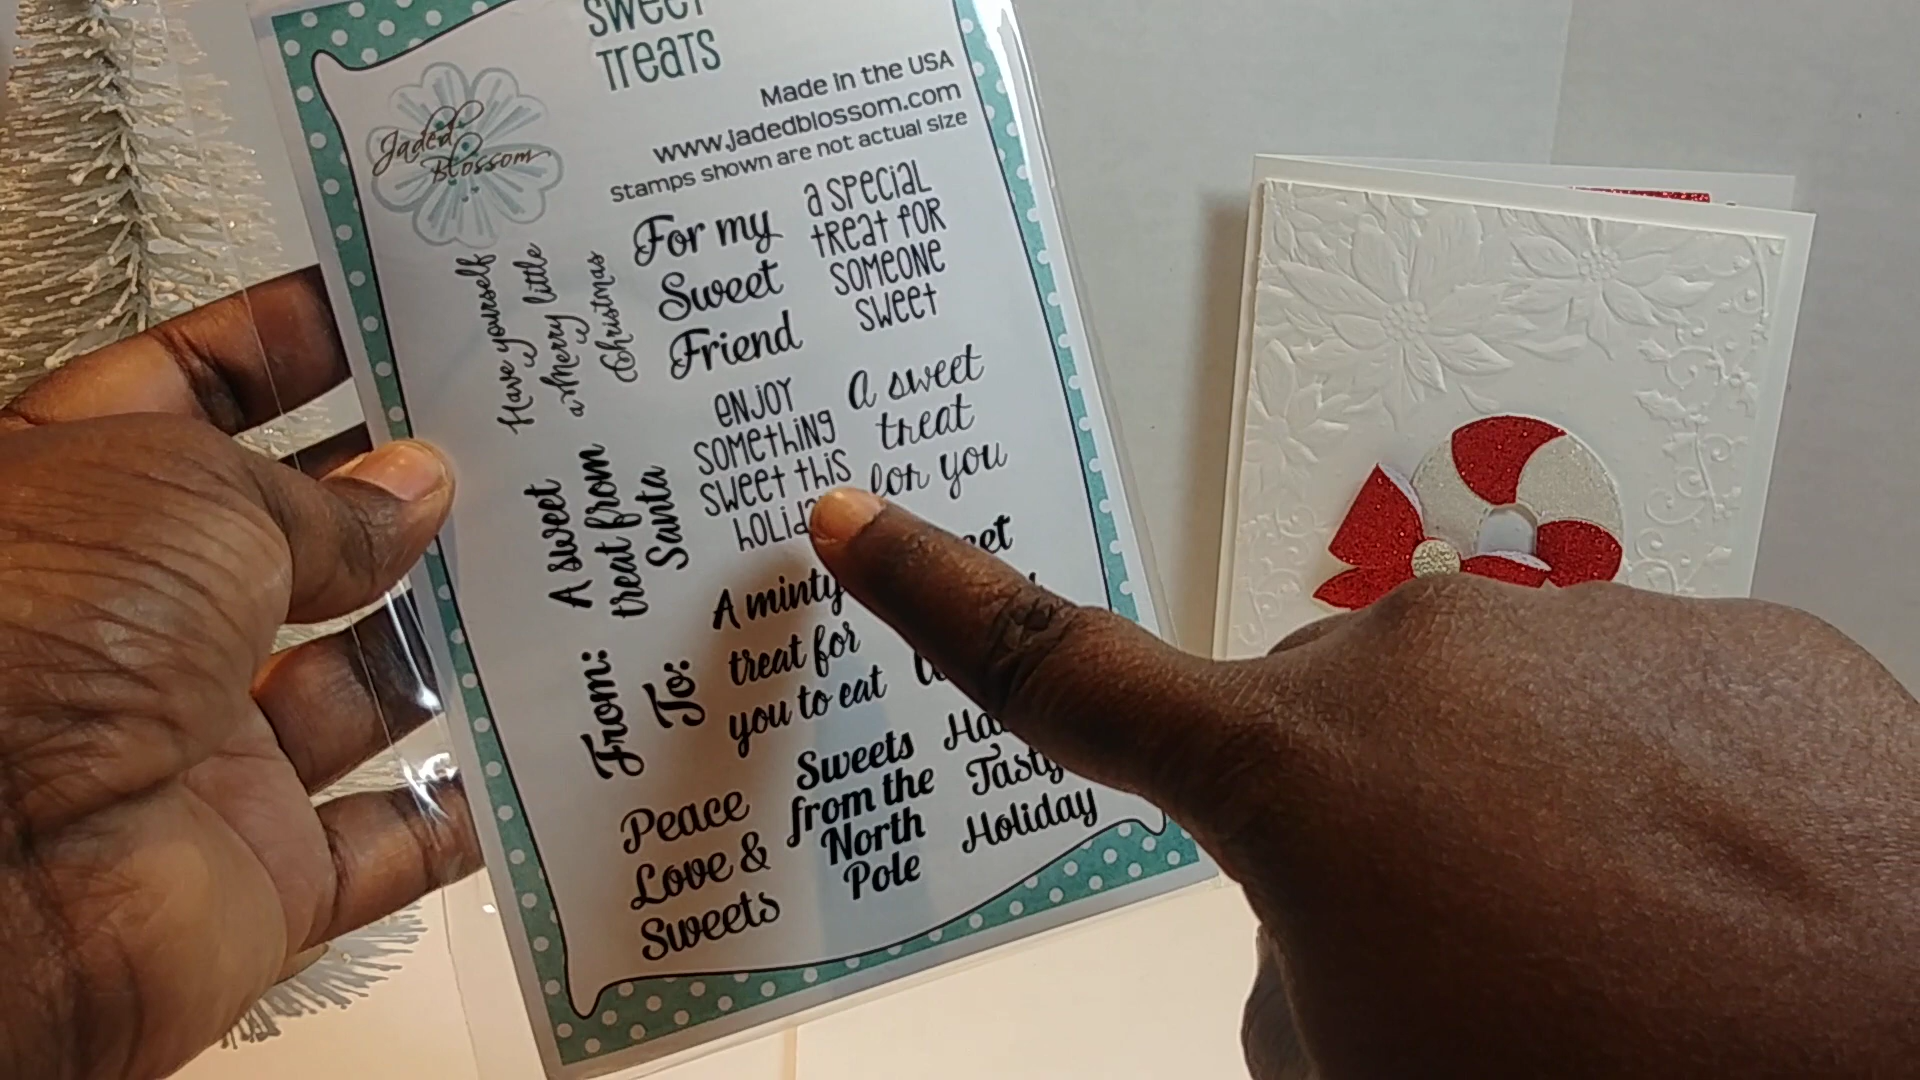 SWEET
TREATS
Jaded
Blossom
Made in the USA
www.jadedblossom.com
stamps shown are not actual size
Have yourself
a merry little
Christmas
For my
Sweet
Friend
a SPECIAL
TREAT FOR
SOMEONE
SWEET
ENJOY
SOMETHING
SWEET THIS
A sweet
treat
for you
A sweet
treat from
Santa
From:
To:
A minty
treat for
you to eat
Peace
Love &
Sweets
Sweets
from the
North
Pole
Tasty
Holiday